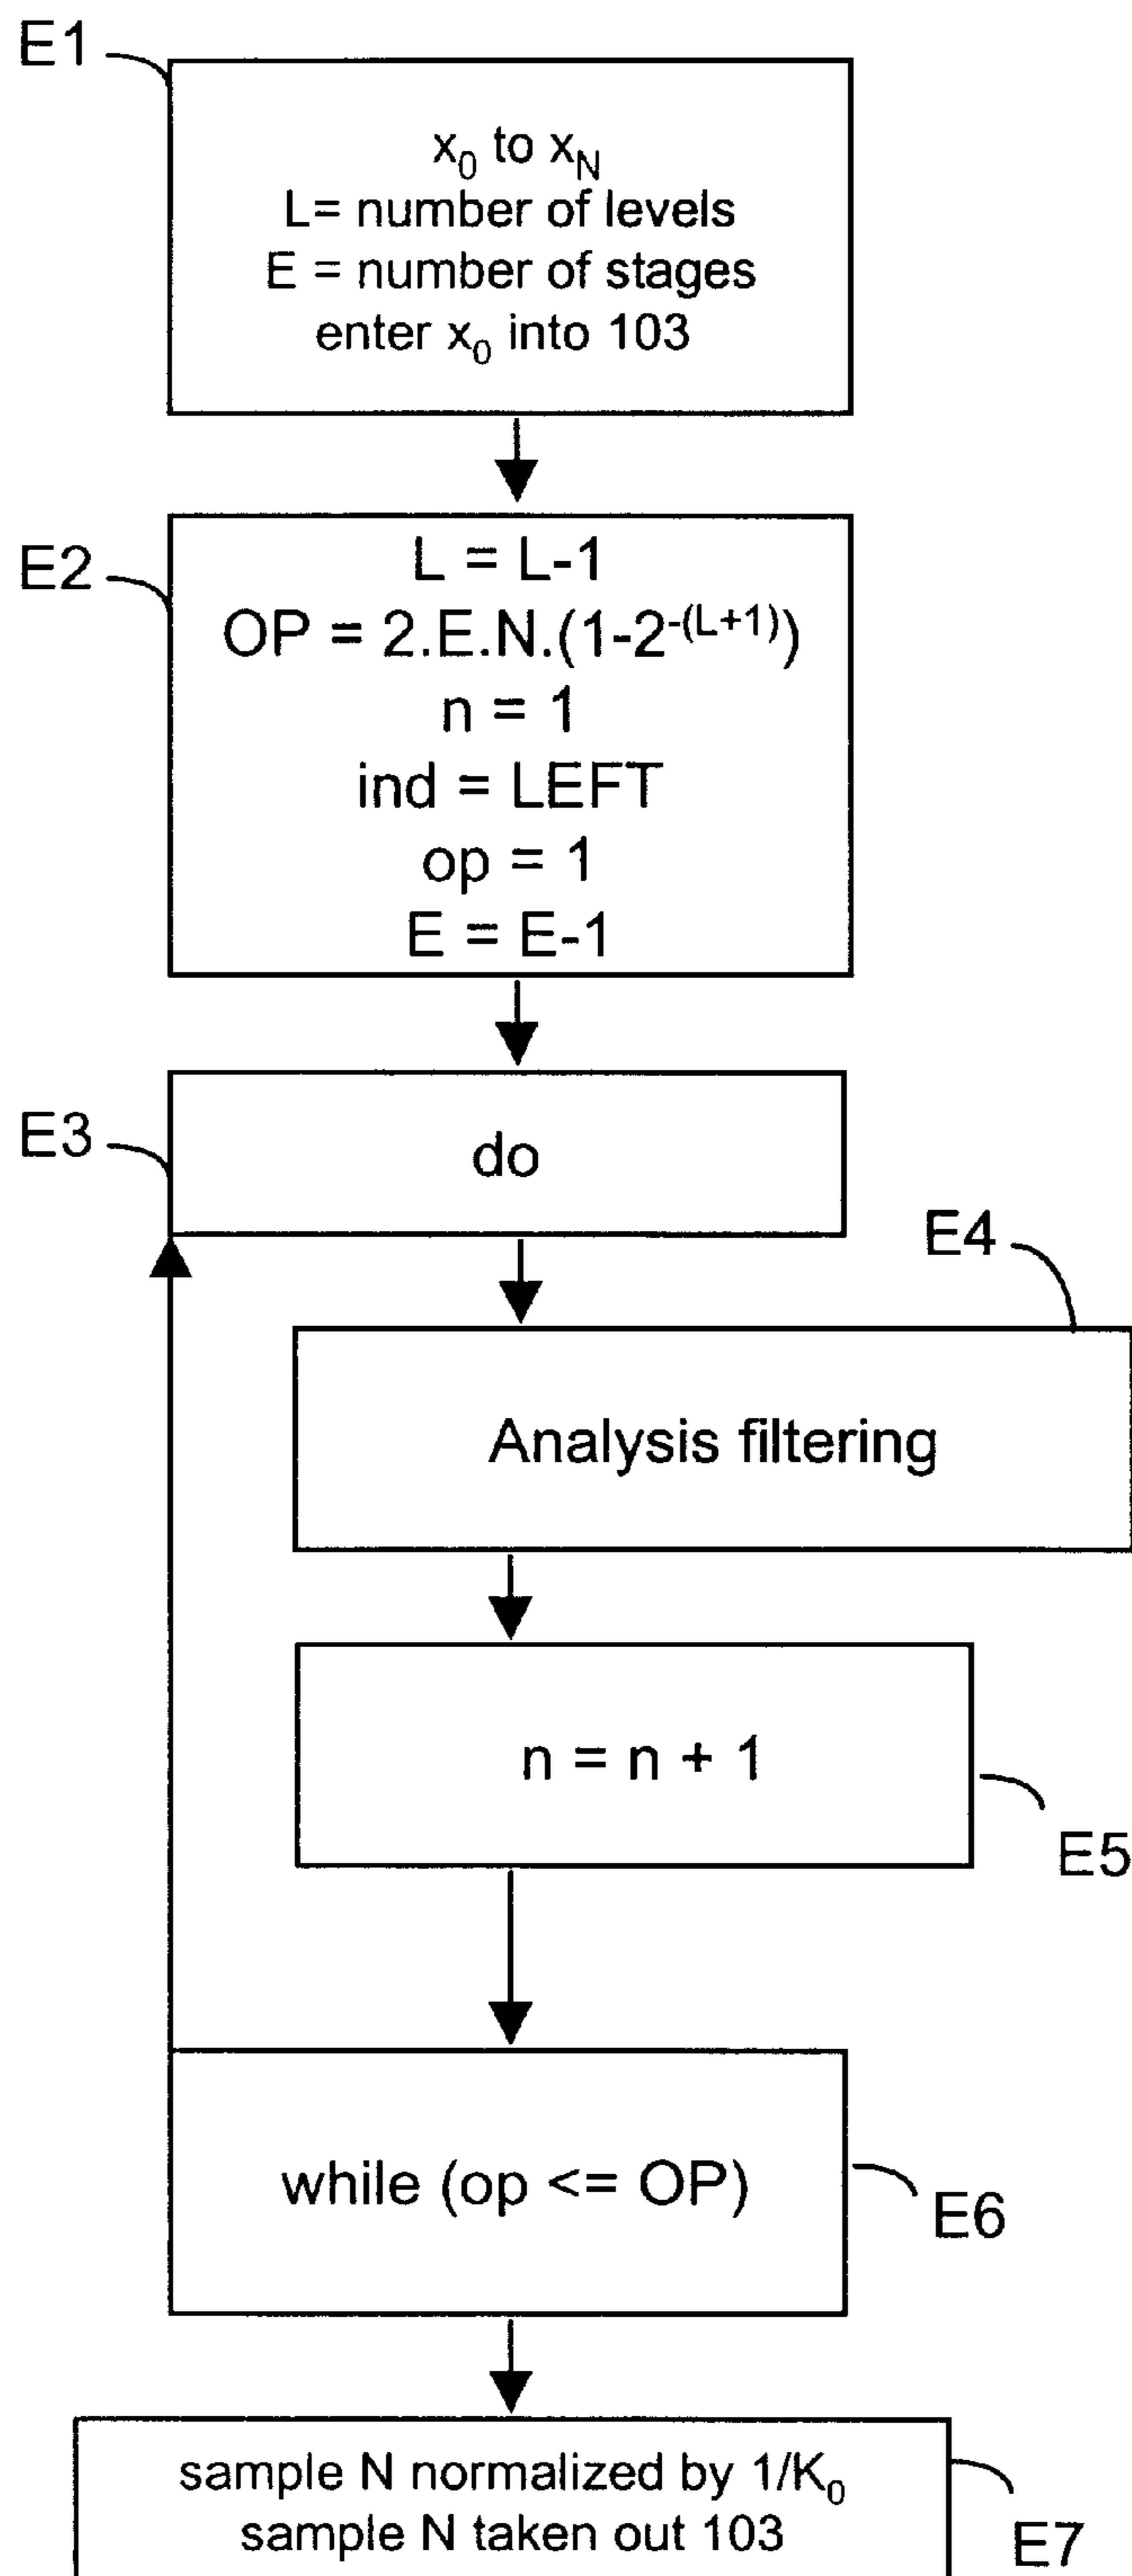 E1
x₀ to x_N
L= number of levels
E = number of stages
enter x₀ into 103
E2
L = L-1
OP = 2.E.N.(1-2^-(L+1))
n = 1
ind = LEFT
op = 1
E = E-1
E3
do
E4
Analysis filtering
n = n + 1
E5
while (op <= OP)
E6
sample N normalized by 1/K₀
sample N taken out 103
E7